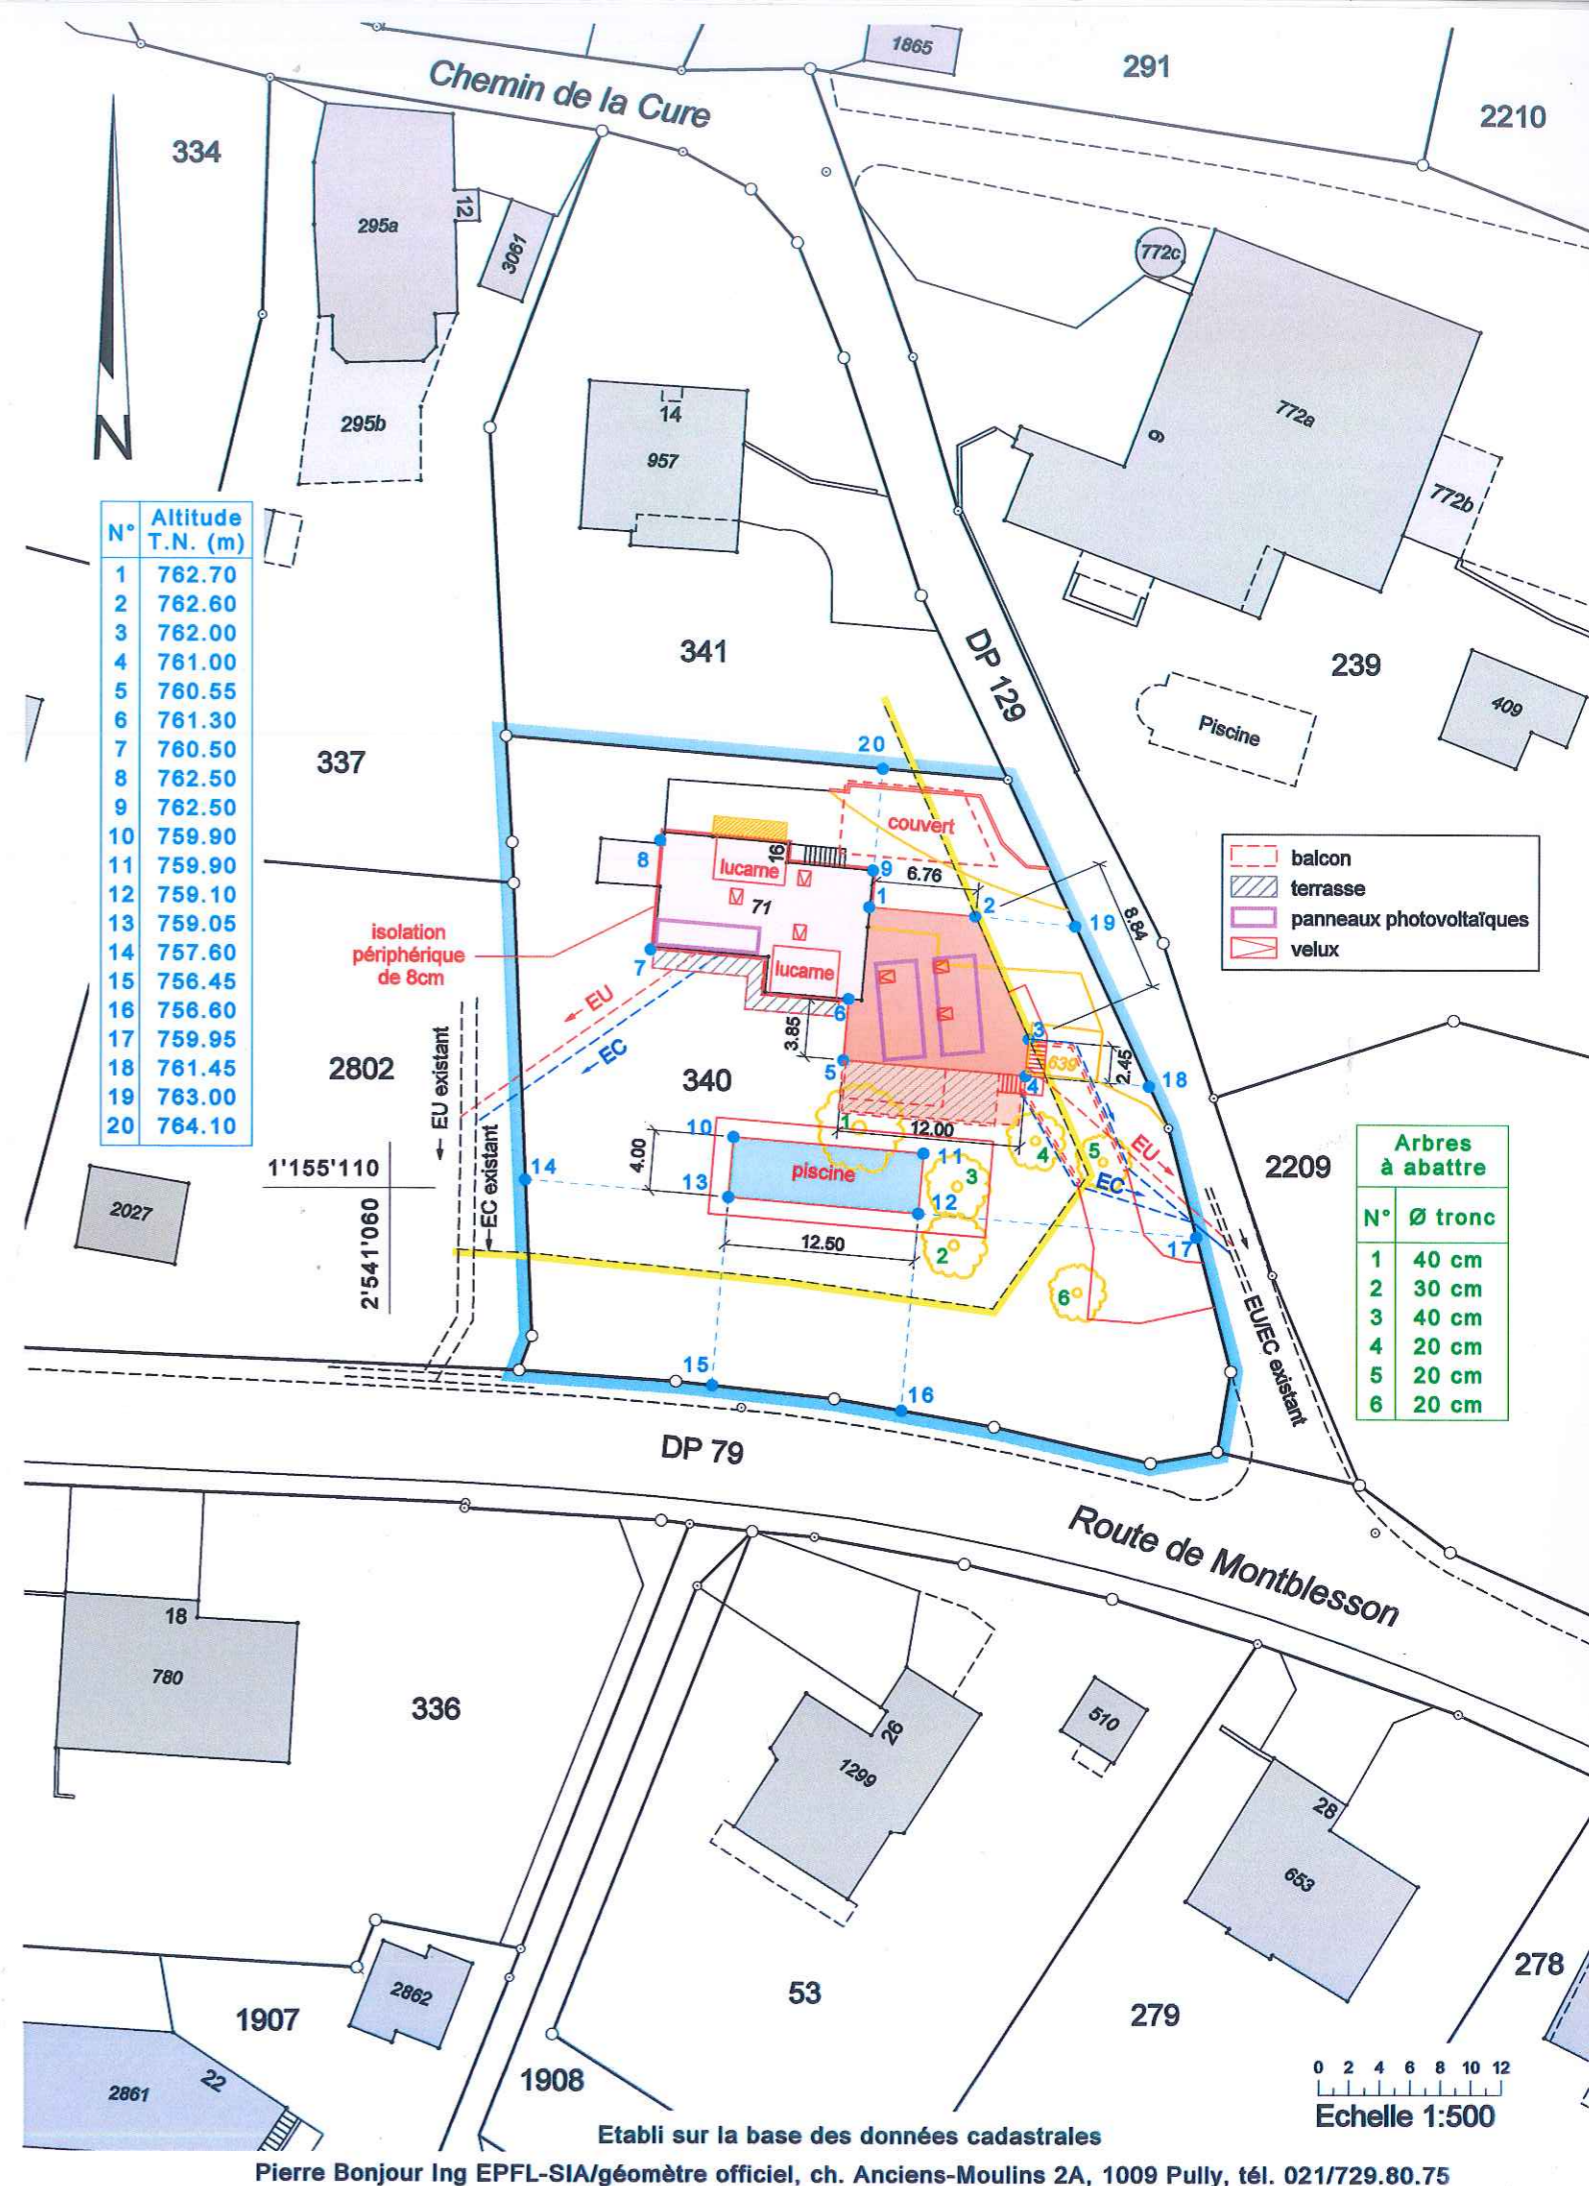 1865
291
Chemin de la Cure
2210
334
295a
12
3061
772c
295b
14
957
772a
9
772b
N
N° Altitude T.N. (m)
1 762.70
2 762.60
3 762.00
4 761.00
5 760.55
6 761.30
7 760.50
8 762.50
9 762.50
10 759.90
11 759.90
12 759.10
13 759.05
14 757.60
15 756.45
16 756.60
17 759.95
18 761.45
19 763.00
20 764.10
341
DP 129
239
409
Piscine
337
20
couvert
8
lucarne
16
9
6.76
1
2
19
8.84
71
isolation
périphérique
de 8cm
7
lucarne
6
3.85
5
EU
EC
balcon
terrasse
panneaux photovoltaïques
velux
3
639
2.45
4
18
2802
EU existant
EC existant
340
10
1
12.00
11
4.00
13
piscine
3
12
4
5
EU
EC
12.50
2
6
17
14
1'155'110
2'541'060
2027
2209
EU/EC existant
Arbres
à abattre
N° Ø tronc
1 40 cm
2 30 cm
3 40 cm
4 20 cm
5 20 cm
6 20 cm
15
16
DP 79
Route de Montblesson
18
780
336
26
1299
510
28
653
278
53
279
1907
2862
2861
22
1908
0 2 4 6 8 10 12
Echelle 1:500
Etabli sur la base des données cadastrales
Pierre Bonjour Ing EPFL-SIA/géomètre officiel, ch. Anciens-Moulins 2A, 1009 Pully, tél. 021/729.80.75